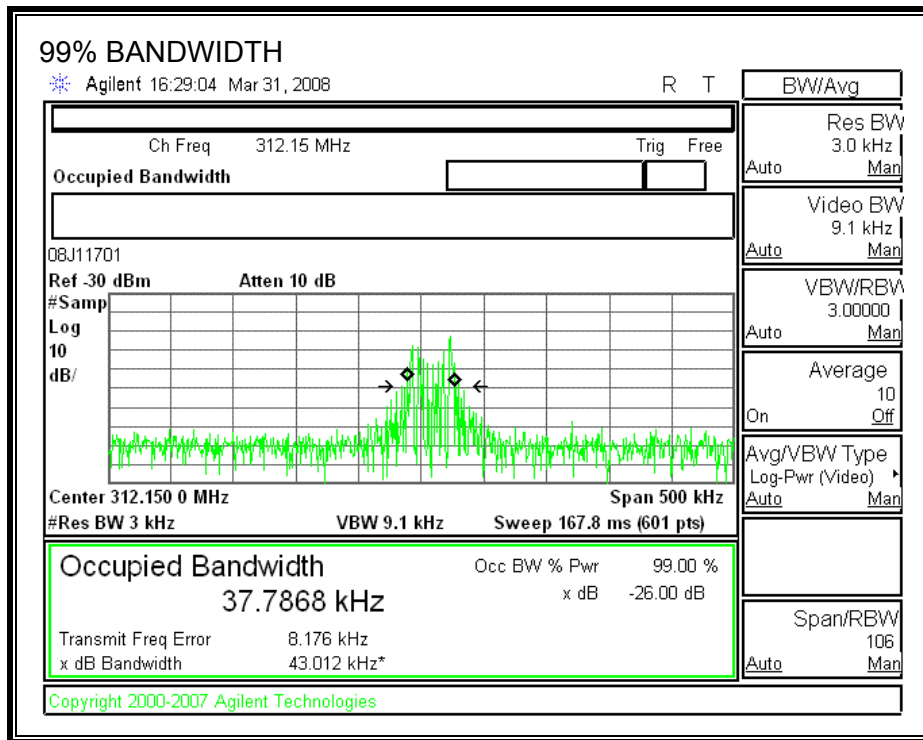 99% BANDWIDTH
Agilent 16:29:04 Mar 31, 2008 R T
Ch Freq 312.15 MHz Trig Free
Occupied Bandwidth
08J11701
Ref -30 dBm Atten 10 dB
#Samp
Log
10
dB/
Center 312.150 0 MHz Span 500 kHz
#Res BW 3 kHz VBW 9.1 kHz Sweep 167.8 ms (601 pts)
Occupied Bandwidth
37.7868 kHz
Occ BW % Pwr 99.00 %
x dB -26.00 dB
Transmit Freq Error 8.176 kHz
x dB Bandwidth 43.012 kHz*
Copyright 2000-2007 Agilent Technologies
BW/Avg
Res BW
3.0 kHz
Auto Man
Video BW
9.1 kHz
Auto Man
VBW/RBW
3.00000
Auto Man
Average
10
On Off
Avg/VBW Type
Log-Pwr (Video)
Auto Man
Span/RBW
106
Auto Man